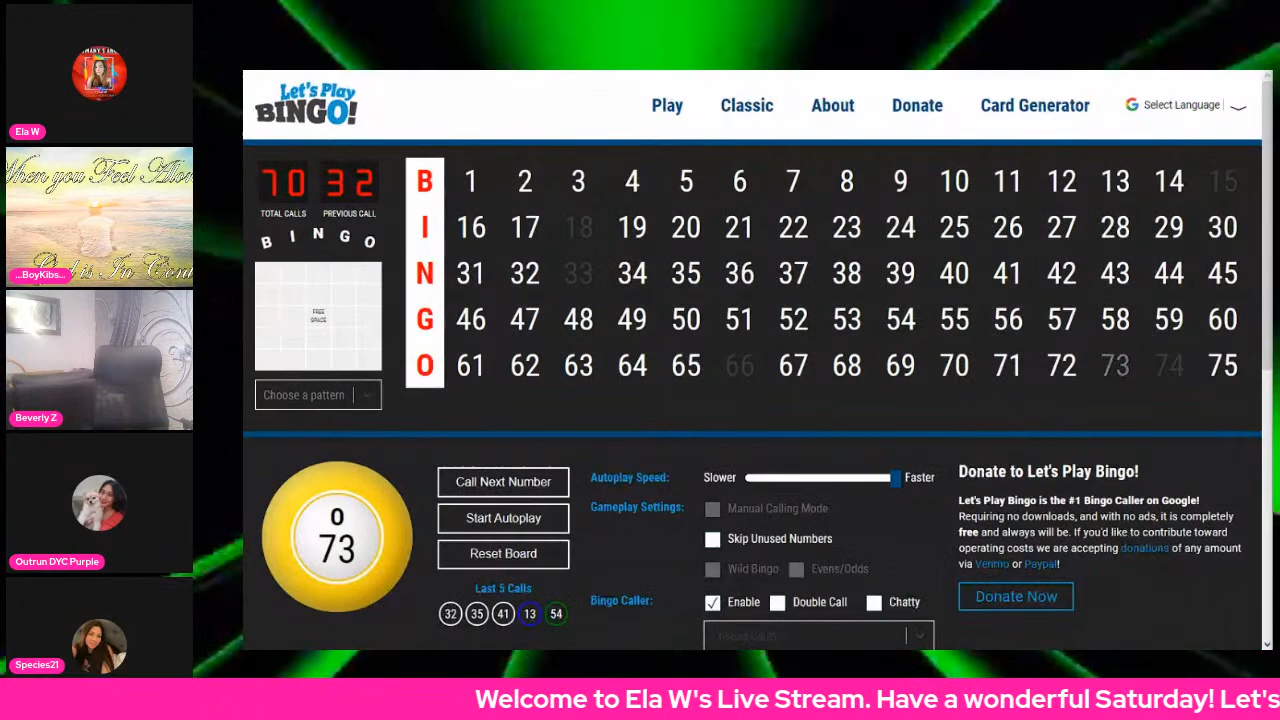 Ela W
When you Feel Alon
God is In Cont
...BoyKibs...
Beverly Z
Outrun DYC Purple
Species21
Let's Play
BINGO!
Play Classic About Donate Card Generator Select Language
70 32
TOTAL CALLS PREVIOUS CALL
B I N G O
FREE
SPACE
Choose a pattern
B 1 2 3 4 5 6 7 8 9 10 11 12 13 14 15
I 16 17 18 19 20 21 22 23 24 25 26 27 28 29 30
N 31 32 33 34 35 36 37 38 39 40 41 42 43 44 45
G 46 47 48 49 50 51 52 53 54 55 56 57 58 59 60
O 61 62 63 64 65 66 67 68 69 70 71 72 73 74 75
O
73
Call Next Number
Start Autoplay
Reset Board
Last 5 Calls
32 35 41 13 54
Autoplay Speed: Slower Faster
Gameplay Settings: Manual Calling Mode
Skip Unused Numbers
Wild Bingo Evens/Odds
Bingo Caller: Enable Double Call Chatty
Donate to Let's Play Bingo!
Let's Play Bingo is the #1 Bingo Caller on Google!
Requiring no downloads, and with no ads, it is completely
free and always will be. If you'd like to contribute toward
operating costs we are accepting donations of any amount
via Venmo or Paypal!
Donate Now
Welcome to Ela W's Live Stream. Have a wonderful Saturday! Let's